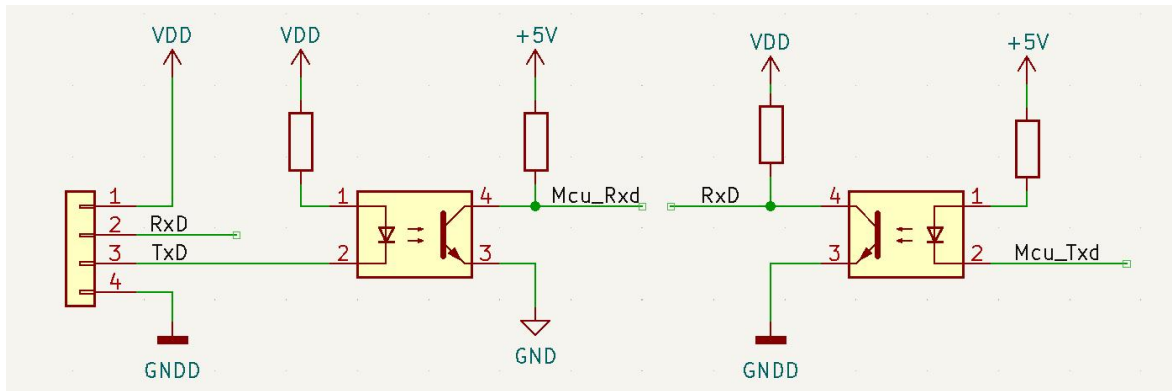 VDD
VDD
+5V
VDD
+5V
1
2
3
4
RxD
TxD
GNDD
1
2
4
3
Mcu_Rxd
GND
RxD
4
3
1
2
Mcu_Txd
GNDD